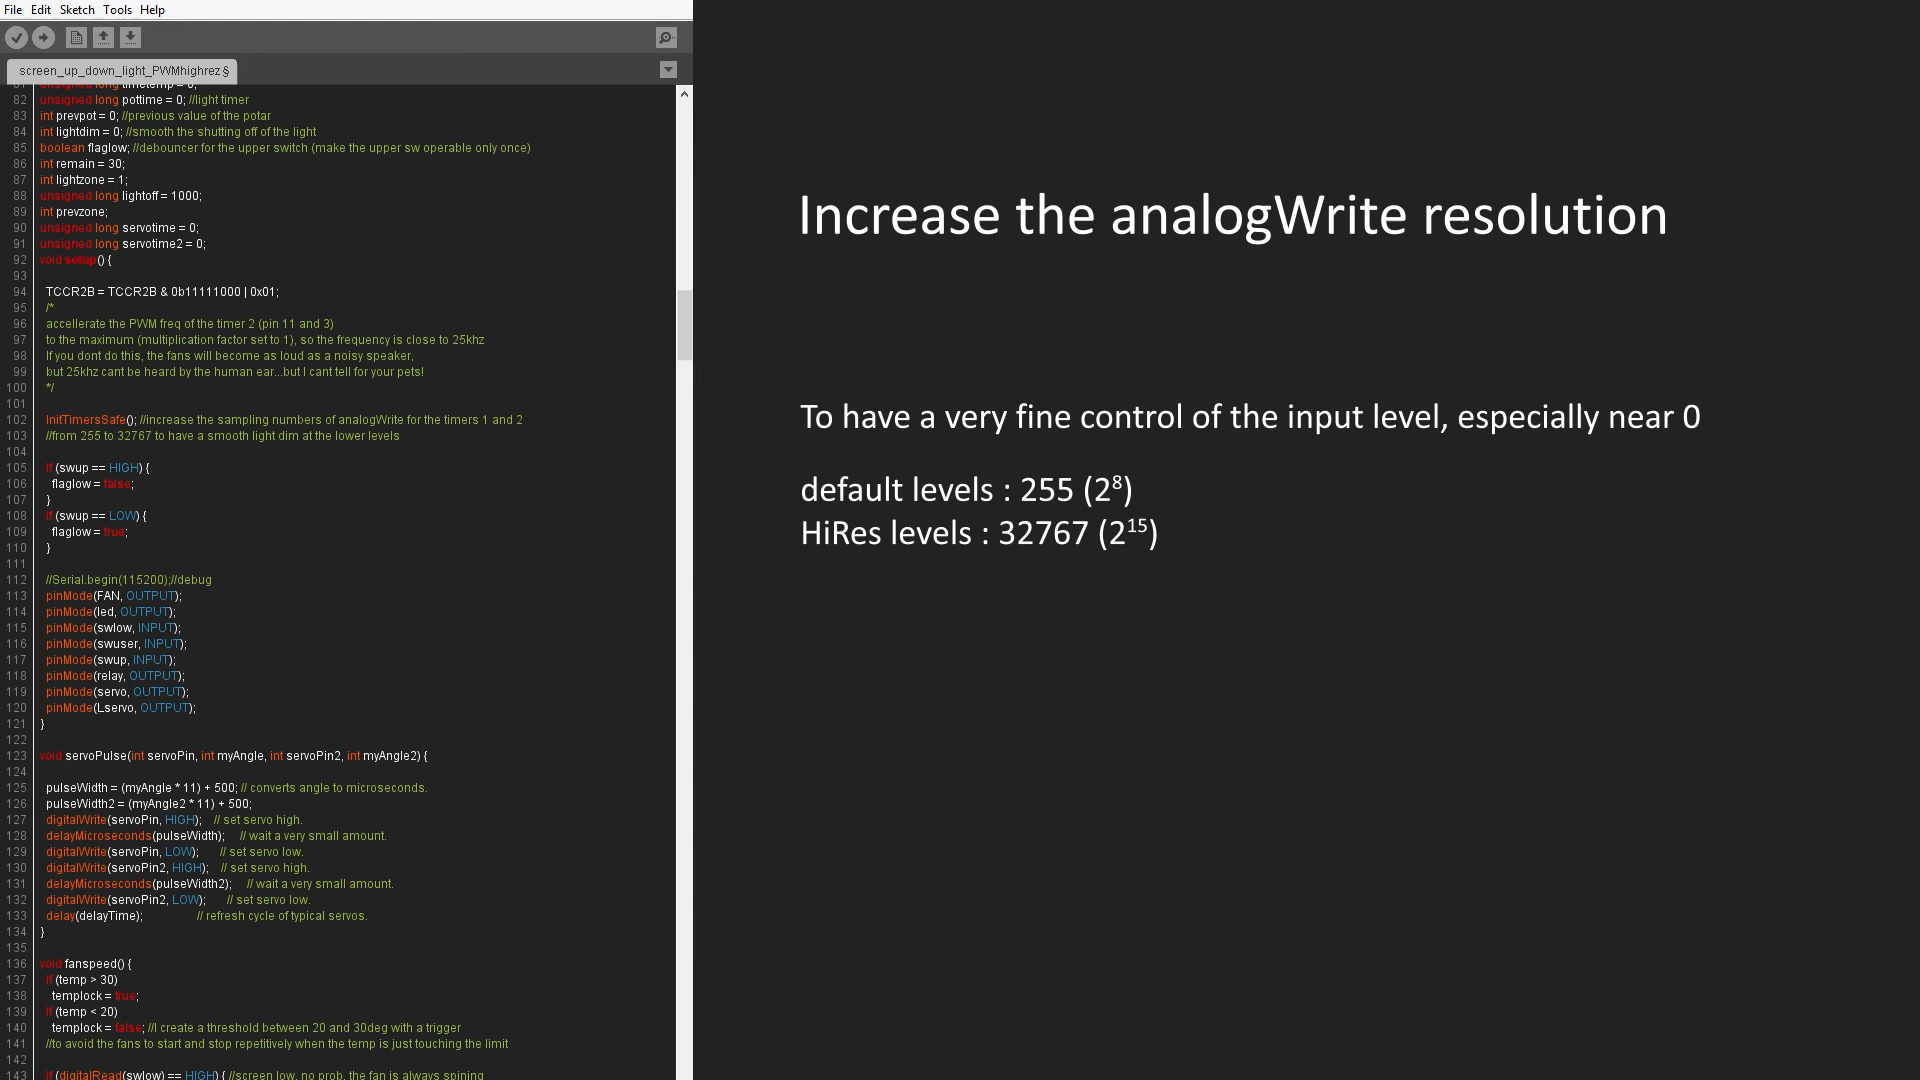 File Edit Sketch Tools Help
screen_up_down_light_PWMhighrez §
81 unsigned long timetemp = 0;
82 unsigned long pottime = 0; //light timer
83 int prevpot = 0; //previous value of the potar
84 int lightdim = 0; //smooth the shutting off of the light
85 boolean flaglow; //debouncer for the upper switch (make the upper sw operable only once)
86 int remain = 30;
87 int lightzone = 1;
88 unsigned long lightoff = 1000;
89 int prevzone;
90 unsigned long servotime = 0;
91 unsigned long servotime2 = 0;
92 void setup() {
93
94 TCCR2B = TCCR2B & 0b11111000 | 0x01;
95 /*
96 accellerate the PWM freq of the timer 2 (pin 11 and 3)
97 to the maximum (multiplication factor set to 1), so the frequency is close to 25khz
98 If you dont do this, the fans will become as loud as a noisy speaker,
99 but 25khz cant be heard by the human ear...but I cant tell for your pets!
100 */
101
102 InitTimersSafe(); //increase the sampling numbers of analogWrite for the timers 1 and 2
103 //from 255 to 32767 to have a smooth light dim at the lower levels
104
105 if (swup == HIGH) {
106 flaglow = false;
107 }
108 if (swup == LOW) {
109 flaglow = true;
110 }
111
112 //Serial.begin(115200);//debug
113 pinMode(FAN, OUTPUT);
114 pinMode(led, OUTPUT);
115 pinMode(swlow, INPUT);
116 pinMode(swuser, INPUT);
117 pinMode(swup, INPUT);
118 pinMode(relay, OUTPUT);
119 pinMode(servo, OUTPUT);
120 pinMode(Lservo, OUTPUT);
121 }
122
123 void servoPulse(int servoPin, int myAngle, int servoPin2, int myAngle2) {
124
125 pulseWidth = (myAngle * 11) + 500; // converts angle to microseconds.
126 pulseWidth2 = (myAngle2 * 11) + 500;
127 digitalWrite(servoPin, HIGH); // set servo high.
128 delayMicroseconds(pulseWidth); // wait a very small amount.
129 digitalWrite(servoPin, LOW); // set servo low.
130 digitalWrite(servoPin2, HIGH); // set servo high.
131 delayMicroseconds(pulseWidth2); // wait a very small amount.
132 digitalWrite(servoPin2, LOW); // set servo low.
133 delay(delayTime); // refresh cycle of typical servos.
134 }
135
136 void fanspeed() {
137 if (temp > 30)
138 templock = true;
139 if (temp < 20)
140 templock = false; //I create a threshold between 20 and 30deg with a trigger
141 //to avoid the fans to start and stop repetitively when the temp is just touching the limit
142
143 if (digitalRead(swlow) == HIGH) { //screen low, no prob, the fan is always spining
Increase the analogWrite resolution
To have a very fine control of the input level, especially near 0
default levels : 255 (2⁸)
HiRes levels : 32767 (2¹⁵)